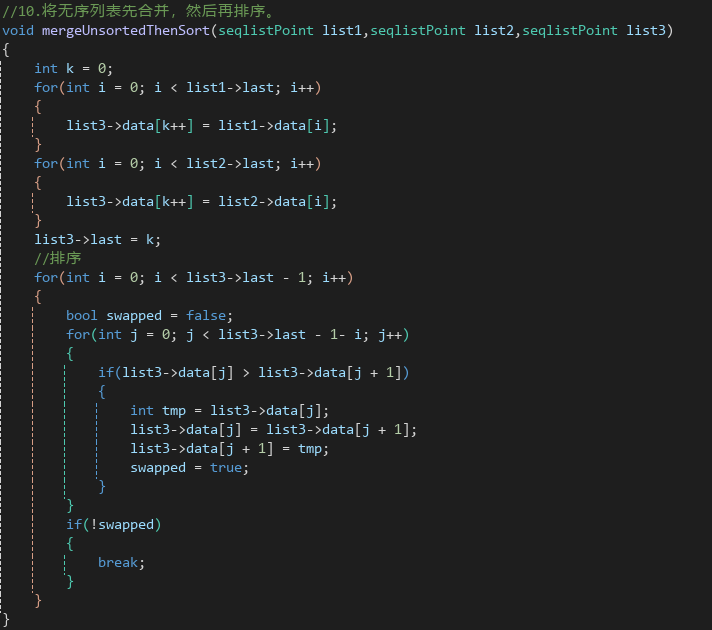 //10.将无序列表先合并，然后再排序。
void mergeUnsortedThenSort(seqlistPoint list1,seqlistPoint list2,seqlistPoint list3)
{
    int k = 0;
    for(int i = 0; i < list1->last; i++)
    {
        list3->data[k++] = list1->data[i];
    }
    for(int i = 0; i < list2->last; i++)
    {
        list3->data[k++] = list2->data[i];
    }
    list3->last = k;
    //排序
    for(int i = 0; i < list3->last - 1; i++)
    {
        bool swapped = false;
        for(int j = 0; j < list3->last - 1- i; j++)
        {
            if(list3->data[j] > list3->data[j + 1])
            {
                int tmp = list3->data[j];
                list3->data[j] = list3->data[j + 1];
                list3->data[j + 1] = tmp;
                swapped = true;
            }
        }
        if(!swapped)
        {
            break;
        }
    }
}